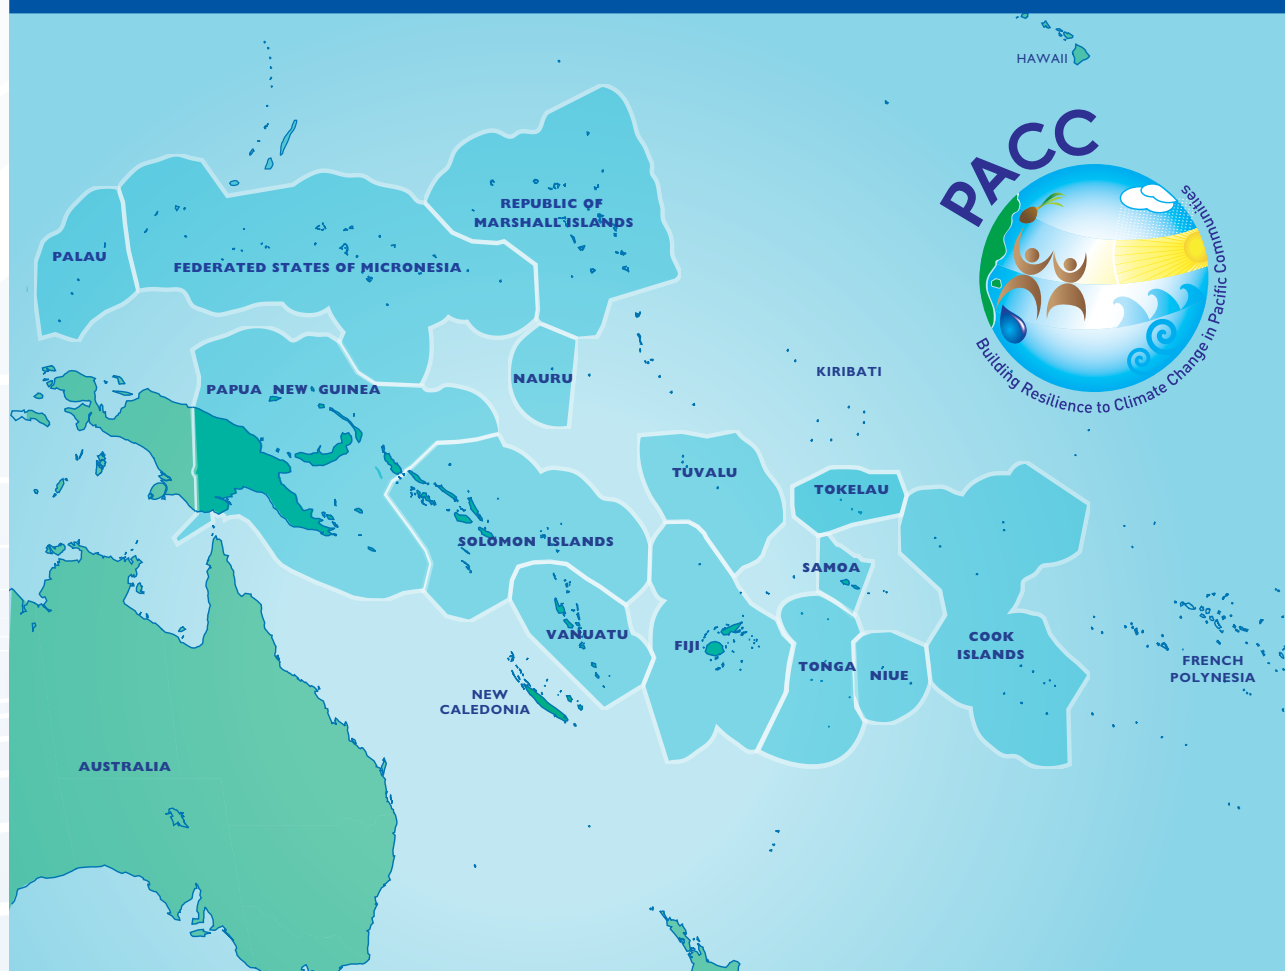 HAWAII
PACC
Building Resilience to Climate Change in Pacific Communities
REPUBLIC OF
MARSHALL ISLANDS
PALAU
FEDERATED STATES OF MICRONESIA
KIRIBATI
NAURU
PAPUA NEW GUINEA
TUVALU
TOKELAU
SOLOMON ISLANDS
SAMOA
VANUATU
FIJI
COOK
ISLANDS
TONGA
NIUE
FRENCH
POLYNESIA
NEW
CALEDONIA
AUSTRALIA